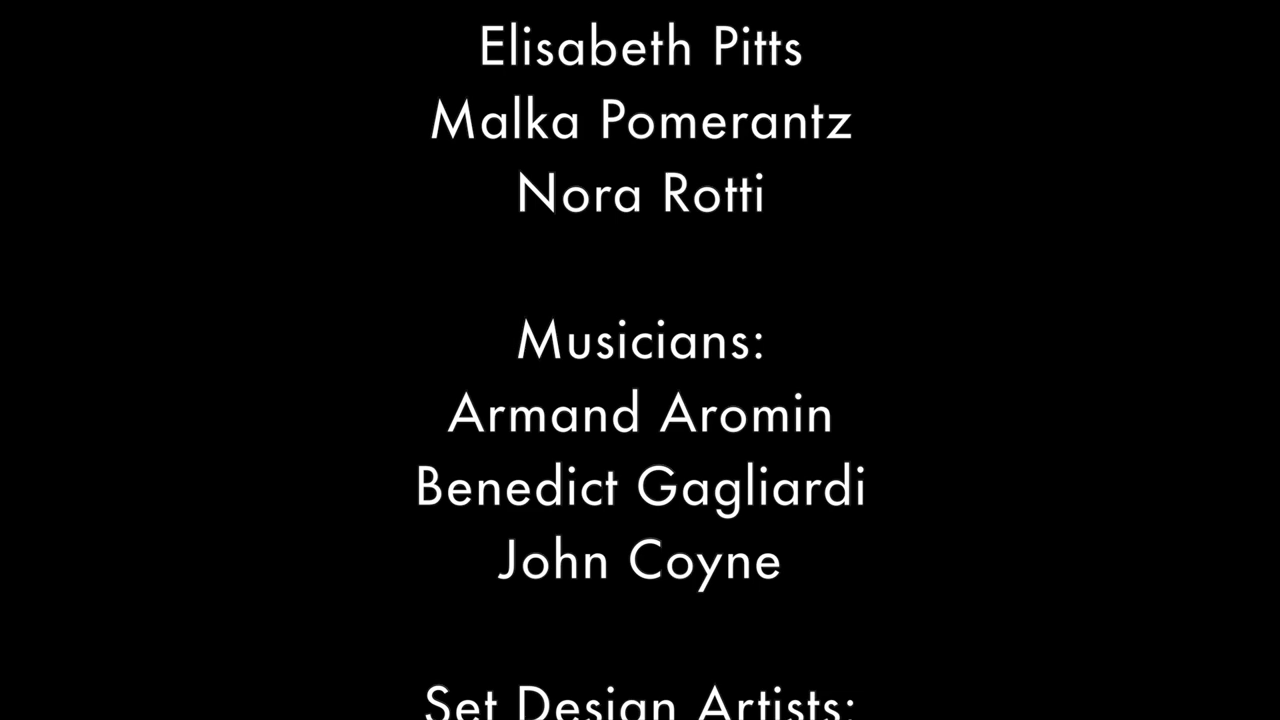 Elisabeth Pitts
Malka Pomerantz
Nora Rotti
Musicians:
Armand Aromin
Benedict Gagliardi
John Coyne
Set Design Artists: